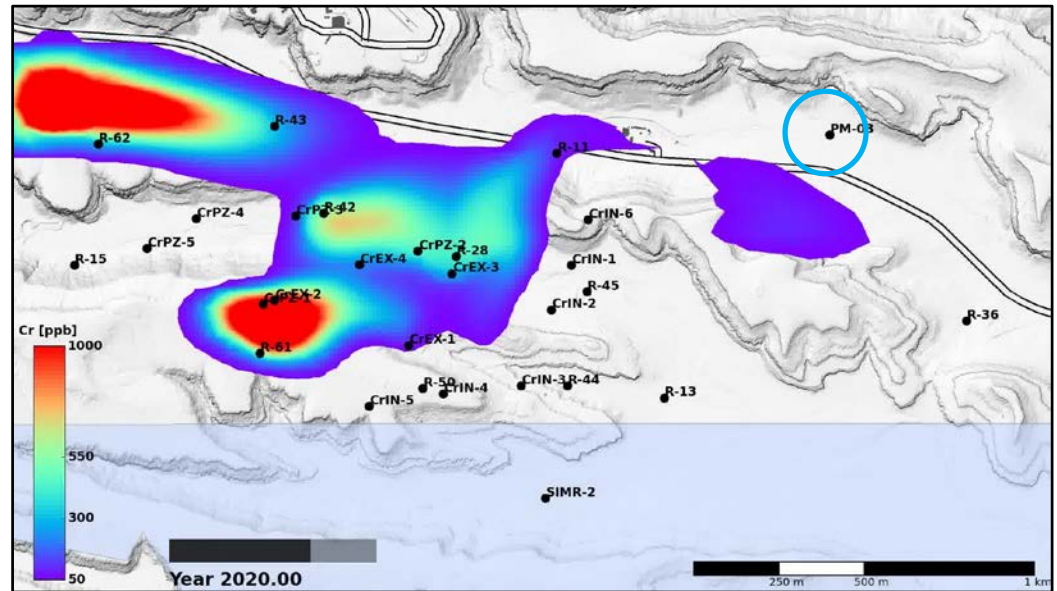 R-43
PM-03
R-62
R-11
CrPZ-4
CrPZ-3
R-42
CrIN-6
CrPZ-5
CrPZ-2
R-28
R-15
CrEX-4
CrEX-3
CrIN-1
CrEX-2
R-45
CrIN-2
R-36
Cr [ppb]
1000
R-61
CrEX-1
R-50
CrIN-4
CrIN-3
R-44
R-13
CrIN-5
550
SIMR-2
300
50
Year 2020.00
250 m
500 m
1 km